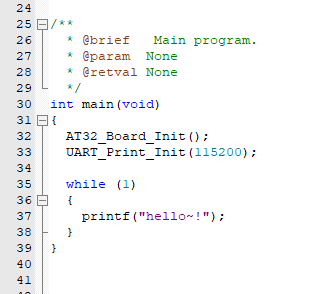 24
25 /**
26 * @brief Main program.
27 * @param None
28 * @retval None
29 */
30 int main(void)
31 {
32 AT32_Board_Init();
33 UART_Print_Init(115200);
34
35 while (1)
36 {
37 printf("hello~!");
38 }
39 }
40
41